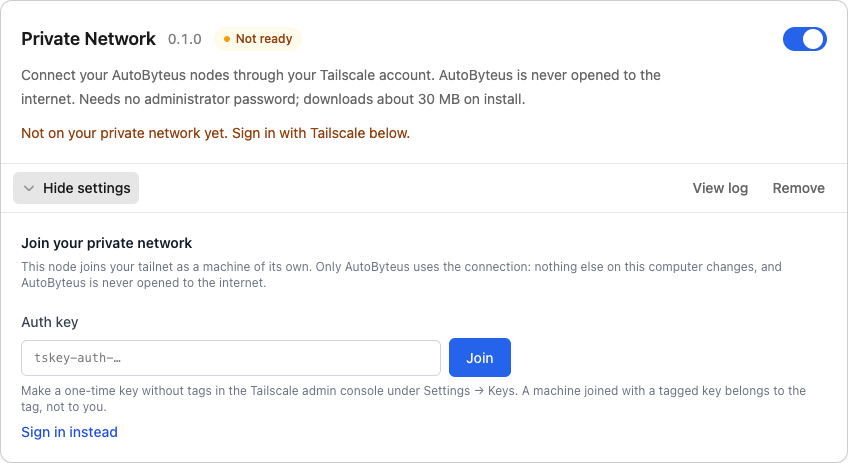 Private Network 0.1.0 Not ready
Connect your AutoByteus nodes through your Tailscale account. AutoByteus is never opened to the
internet. Needs no administrator password; downloads about 30 MB on install.
Not on your private network yet. Sign in with Tailscale below.
Hide settings View log Remove
Join your private network
This node joins your tailnet as a machine of its own. Only AutoByteus uses the connection: nothing else on this computer changes, and
AutoByteus is never opened to the internet.
Auth key
tskey-auth-…
Join
Make a one-time key without tags in the Tailscale admin console under Settings → Keys. A machine joined with a tagged key belongs to the
tag, not to you.
Sign in instead